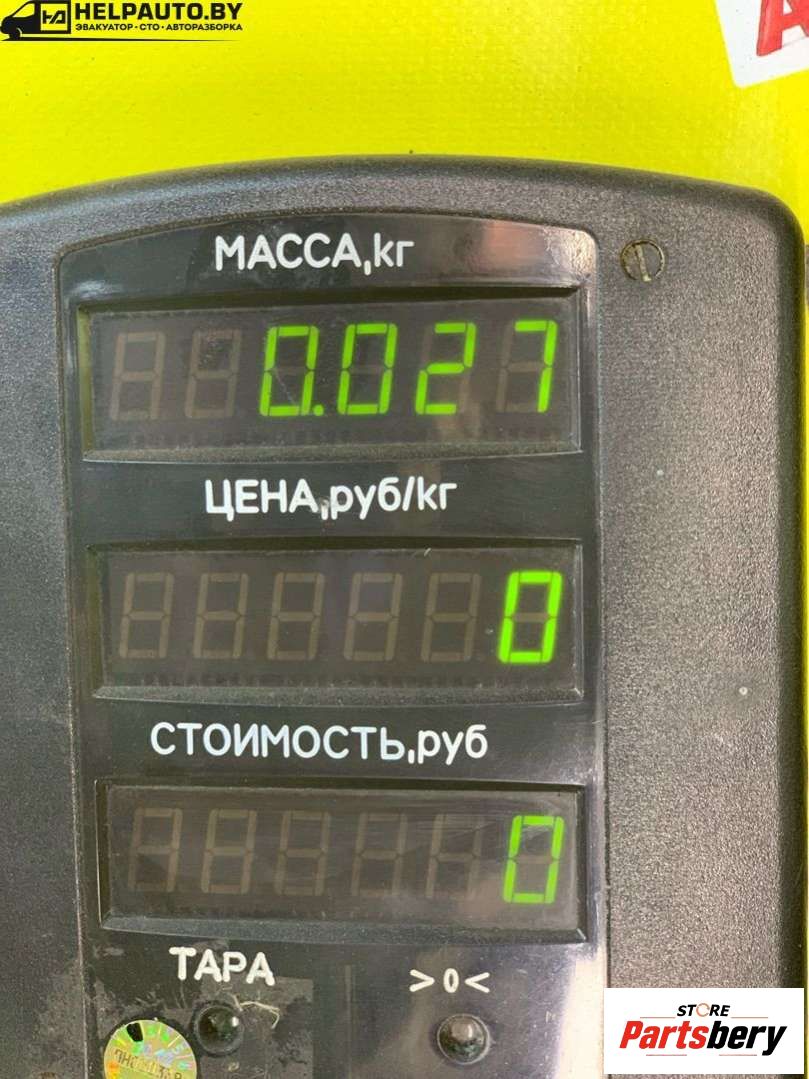 HELPAUTO.BY
ЭВАКУАТОР·СТО·АВТОРАЗБОРКА
МАССА,кг
0.027
ЦЕНА,руб/кг
0
СТОИМОСТЬ,руб
0
ТАРА >0<
STORE
Partsbery